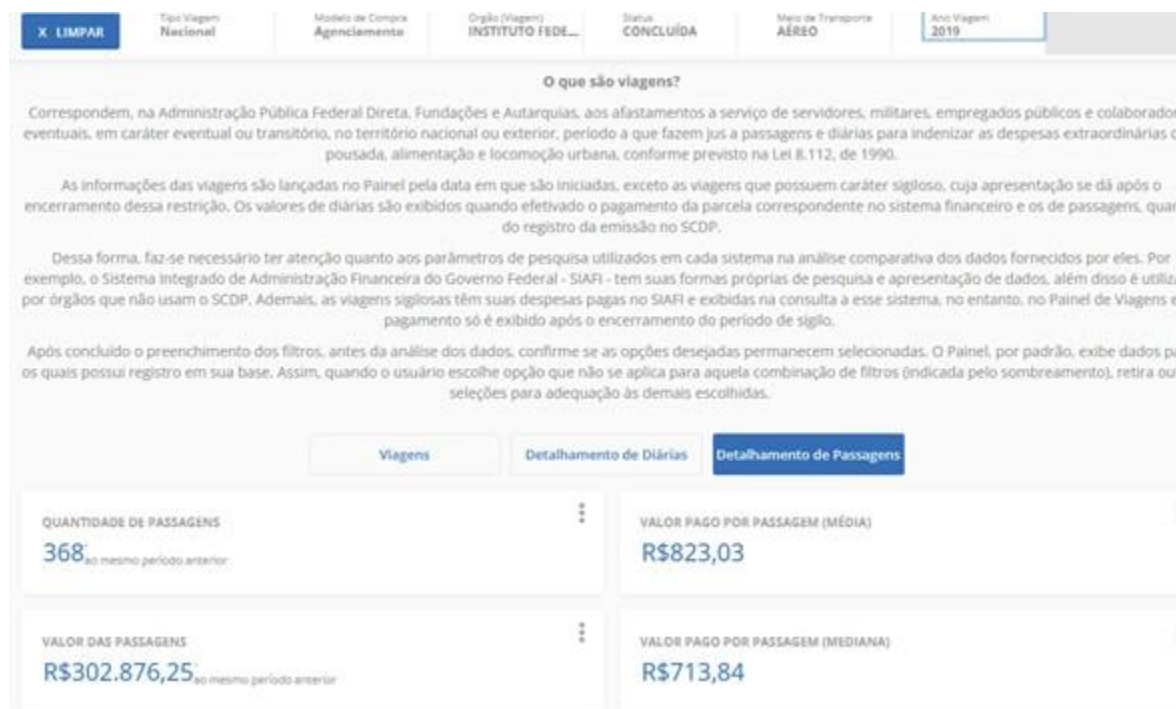 X LIMPAR
Tipo Viagem
Nacional
Modelo de Compra
Agenciamento
Órgão (Viagem)
INSTITUTO FEDE...
Status
CONCLUÍDA
Meio de Transporte
AÉREO
Ano Viagem
2019
O que são viagens?
Correspondem, na Administração Pública Federal Direta, Fundações e Autarquias, aos afastamentos a serviço de servidores, militares, empregados públicos e colaborado
eventuais, em caráter eventual ou transitório, no território nacional ou exterior, período a que fazem jus a passagens e diárias para indenizar as despesas extraordinárias
pousada, alimentação e locomoção urbana, conforme previsto na Lei 8.112, de 1990.
As informações das viagens são lançadas no Painel pela data em que são iniciadas, exceto as viagens que possuem caráter sigiloso, cuja apresentação se dá após o
encerramento dessa restrição. Os valores de diárias são exibidos quando efetivado o pagamento da parcela correspondente no sistema financeiro e os de passagens, quan
do registro da emissão no SCDP.
Dessa forma, faz-se necessário ter atenção quanto aos parâmetros de pesquisa utilizados em cada sistema na análise comparativa dos dados fornecidos por eles. Por
exemplo, o Sistema Integrado de Administração Financeira do Governo Federal - SIAFI - tem suas formas próprias de pesquisa e apresentação de dados, além disso é utiliz
por órgãos que não usam o SCDP. Ademais, as viagens sigilosas têm suas despesas pagas no SIAFI e exibidas na consulta a esse sistema, no entanto, no Painel de Viagens
pagamento só é exibido após o encerramento do período de sigilo.
Após concluído o preenchimento dos filtros, antes da análise dos dados, confirme se as opções desejadas permanecem selecionadas. O Painel, por padrão, exibe dados pa
os quais possui registro em sua base. Assim, quando o usuário escolhe opção que não se aplica para aquela combinação de filtros (indicada pelo sombreamento), retira out
seleções para adequação às demais escolhidas.
Viagens
Detalhamento de Diárias
Detalhamento de Passagens
QUANTIDADE DE PASSAGENS
368 ao mesmo período anterior
VALOR PAGO POR PASSAGEM (MÉDIA)
R$823,03
VALOR DAS PASSAGENS
R$302.876,25 ao mesmo período anterior
VALOR PAGO POR PASSAGEM (MEDIANA)
R$713,84